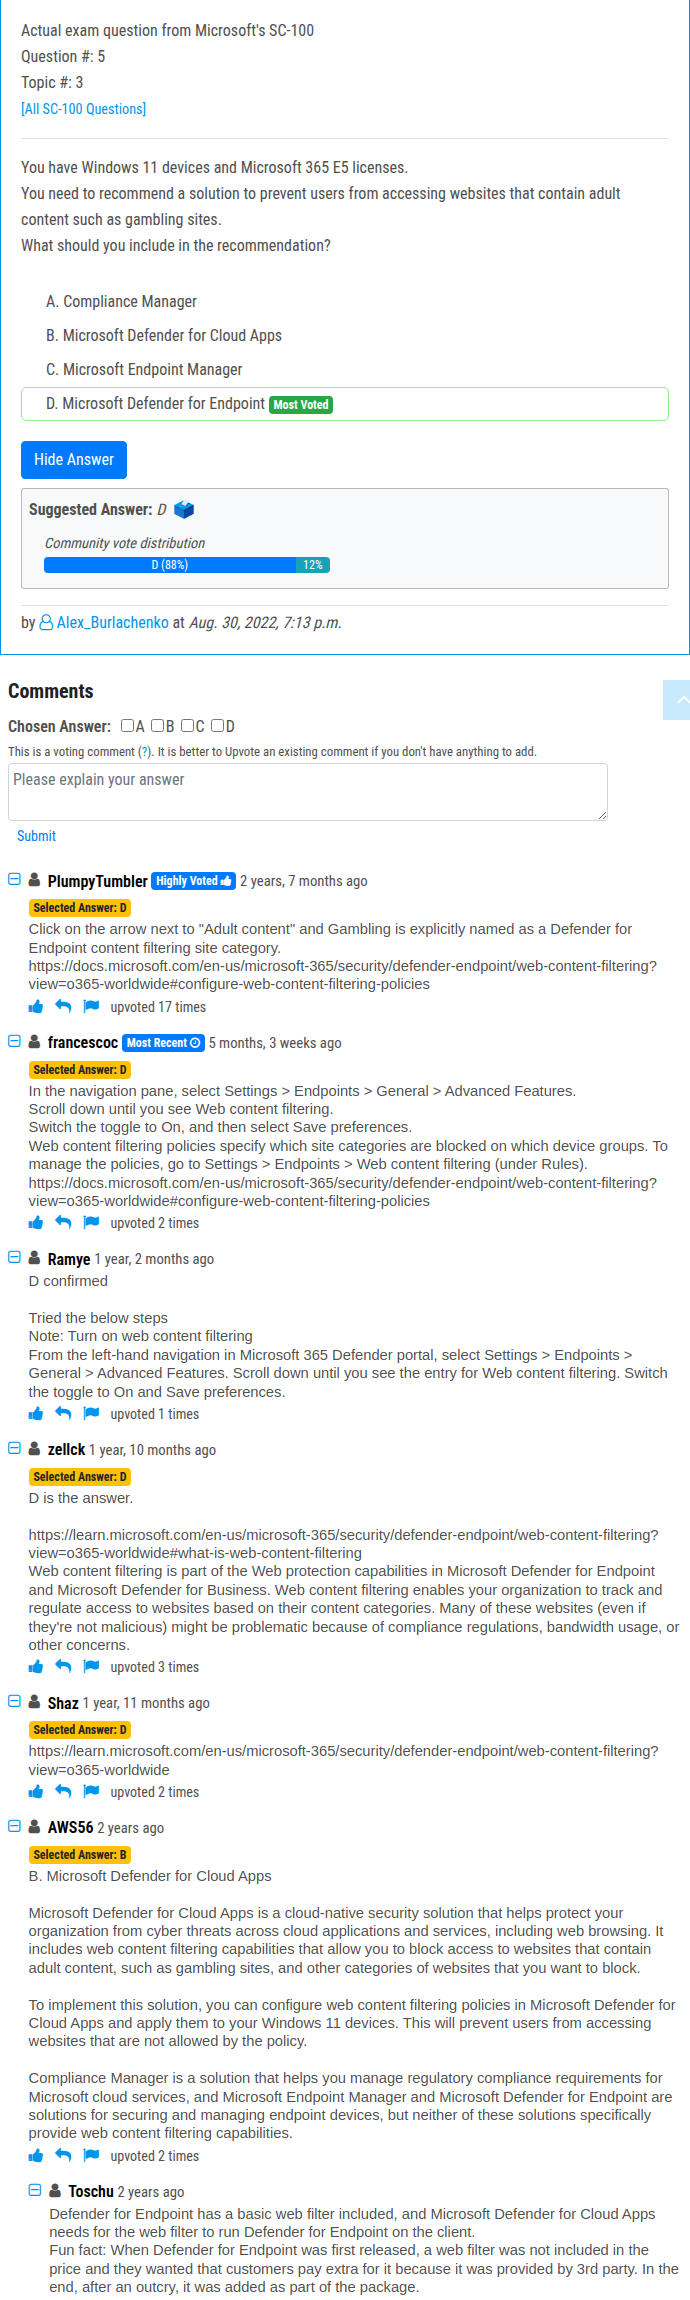 Actual exam question from Microsoft's SC-100
Question #: 5
Topic #: 3
[All SC-100 Questions]
You have Windows 11 devices and Microsoft 365 E5 licenses.
You need to recommend a solution to prevent users from accessing websites that contain adult
content such as gambling sites.
What should you include in the recommendation?
A. Compliance Manager
B. Microsoft Defender for Cloud Apps
C. Microsoft Endpoint Manager
D. Microsoft Defender for Endpoint Most Voted
Hide Answer
Suggested Answer: D
Community vote distribution
D (88%) 12%
by Alex_Burlachenko at Aug. 30, 2022, 7:13 p.m.
Comments
Chosen Answer: A B C D
This is a voting comment (?). It is better to Upvote an existing comment if you don't have anything to add.
Please explain your answer
Submit
PlumpyTumbler Highly Voted 2 years, 7 months ago
Selected Answer: D
Click on the arrow next to "Adult content" and Gambling is explicitly named as a Defender for
Endpoint content filtering site category.
https://docs.microsoft.com/en-us/microsoft-365/security/defender-endpoint/web-content-filtering?
view=o365-worldwide#configure-web-content-filtering-policies
upvoted 17 times
francescoc Most Recent 5 months, 3 weeks ago
Selected Answer: D
In the navigation pane, select Settings > Endpoints > General > Advanced Features.
Scroll down until you see Web content filtering.
Switch the toggle to On, and then select Save preferences.
Web content filtering policies specify which site categories are blocked on which device groups. To
manage the policies, go to Settings > Endpoints > Web content filtering (under Rules).
https://docs.microsoft.com/en-us/microsoft-365/security/defender-endpoint/web-content-filtering?
view=o365-worldwide#configure-web-content-filtering-policies
upvoted 2 times
Ramye 1 year, 2 months ago
D confirmed
Tried the below steps
Note: Turn on web content filtering
From the left-hand navigation in Microsoft 365 Defender portal, select Settings > Endpoints >
General > Advanced Features. Scroll down until you see the entry for Web content filtering. Switch
the toggle to On and Save preferences.
upvoted 1 times
zellck 1 year, 10 months ago
Selected Answer: D
D is the answer.
https://learn.microsoft.com/en-us/microsoft-365/security/defender-endpoint/web-content-filtering?
view=o365-worldwide#what-is-web-content-filtering
Web content filtering is part of the Web protection capabilities in Microsoft Defender for Endpoint
and Microsoft Defender for Business. Web content filtering enables your organization to track and
regulate access to websites based on their content categories. Many of these websites (even if
they're not malicious) might be problematic because of compliance regulations, bandwidth usage, or
other concerns.
upvoted 3 times
Shaz 1 year, 11 months ago
Selected Answer: D
https://learn.microsoft.com/en-us/microsoft-365/security/defender-endpoint/web-content-filtering?
view=o365-worldwide
upvoted 2 times
AWS56 2 years ago
Selected Answer: B
B. Microsoft Defender for Cloud Apps
Microsoft Defender for Cloud Apps is a cloud-native security solution that helps protect your
organization from cyber threats across cloud applications and services, including web browsing. It
includes web content filtering capabilities that allow you to block access to websites that contain
adult content, such as gambling sites, and other categories of websites that you want to block.
To implement this solution, you can configure web content filtering policies in Microsoft Defender for
Cloud Apps and apply them to your Windows 11 devices. This will prevent users from accessing
websites that are not allowed by the policy.
Compliance Manager is a solution that helps you manage regulatory compliance requirements for
Microsoft cloud services, and Microsoft Endpoint Manager and Microsoft Defender for Endpoint are
solutions for securing and managing endpoint devices, but neither of these solutions specifically
provide web content filtering capabilities.
upvoted 2 times
Toschu 2 years ago
Defender for Endpoint has a basic web filter included, and Microsoft Defender for Cloud Apps
needs for the web filter to run Defender for Endpoint on the client.
Fun fact: When Defender for Endpoint was first released, a web filter was not included in the
price and they wanted that customers pay extra for it because it was provided by 3rd party. In the
end, after an outcry, it was added as part of the package.